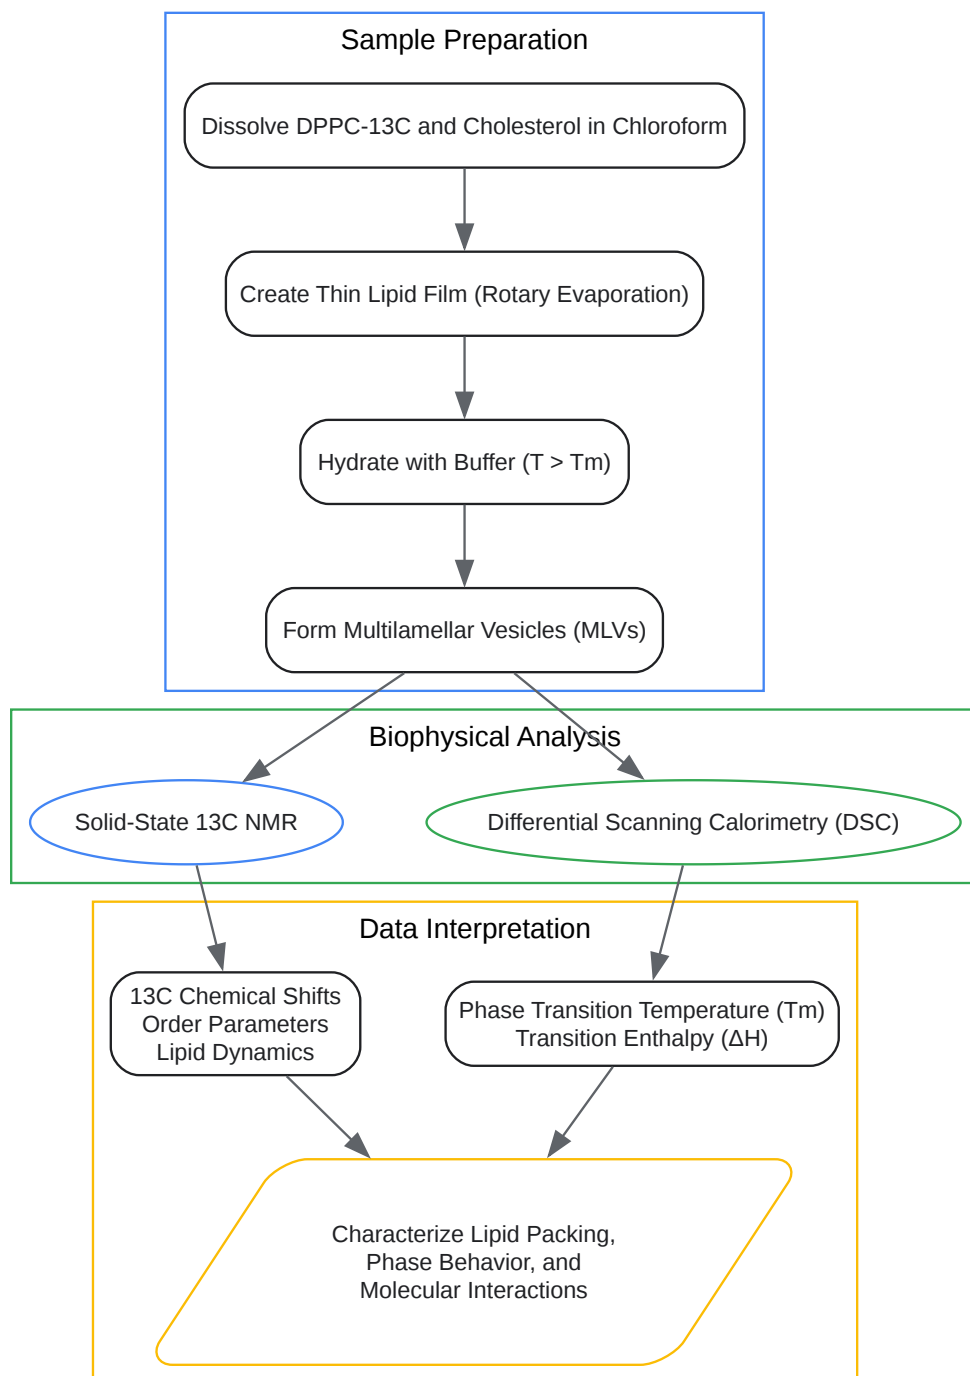 Sample Preparation
Dissolve DPPC-13C and Cholesterol in Chloroform
Create Thin Lipid Film (Rotary Evaporation)
Hydrate with Buffer (T > Tm)
Form Multilamellar Vesicles (MLVs)
Biophysical Analysis
Solid-State 13C NMR
Differential Scanning Calorimetry (DSC)
Data Interpretation
13C Chemical Shifts
Order Parameters
Lipid Dynamics
Phase Transition Temperature (Tm)
Transition Enthalpy (ΔH)
Characterize Lipid Packing,
Phase Behavior, and
Molecular Interactions